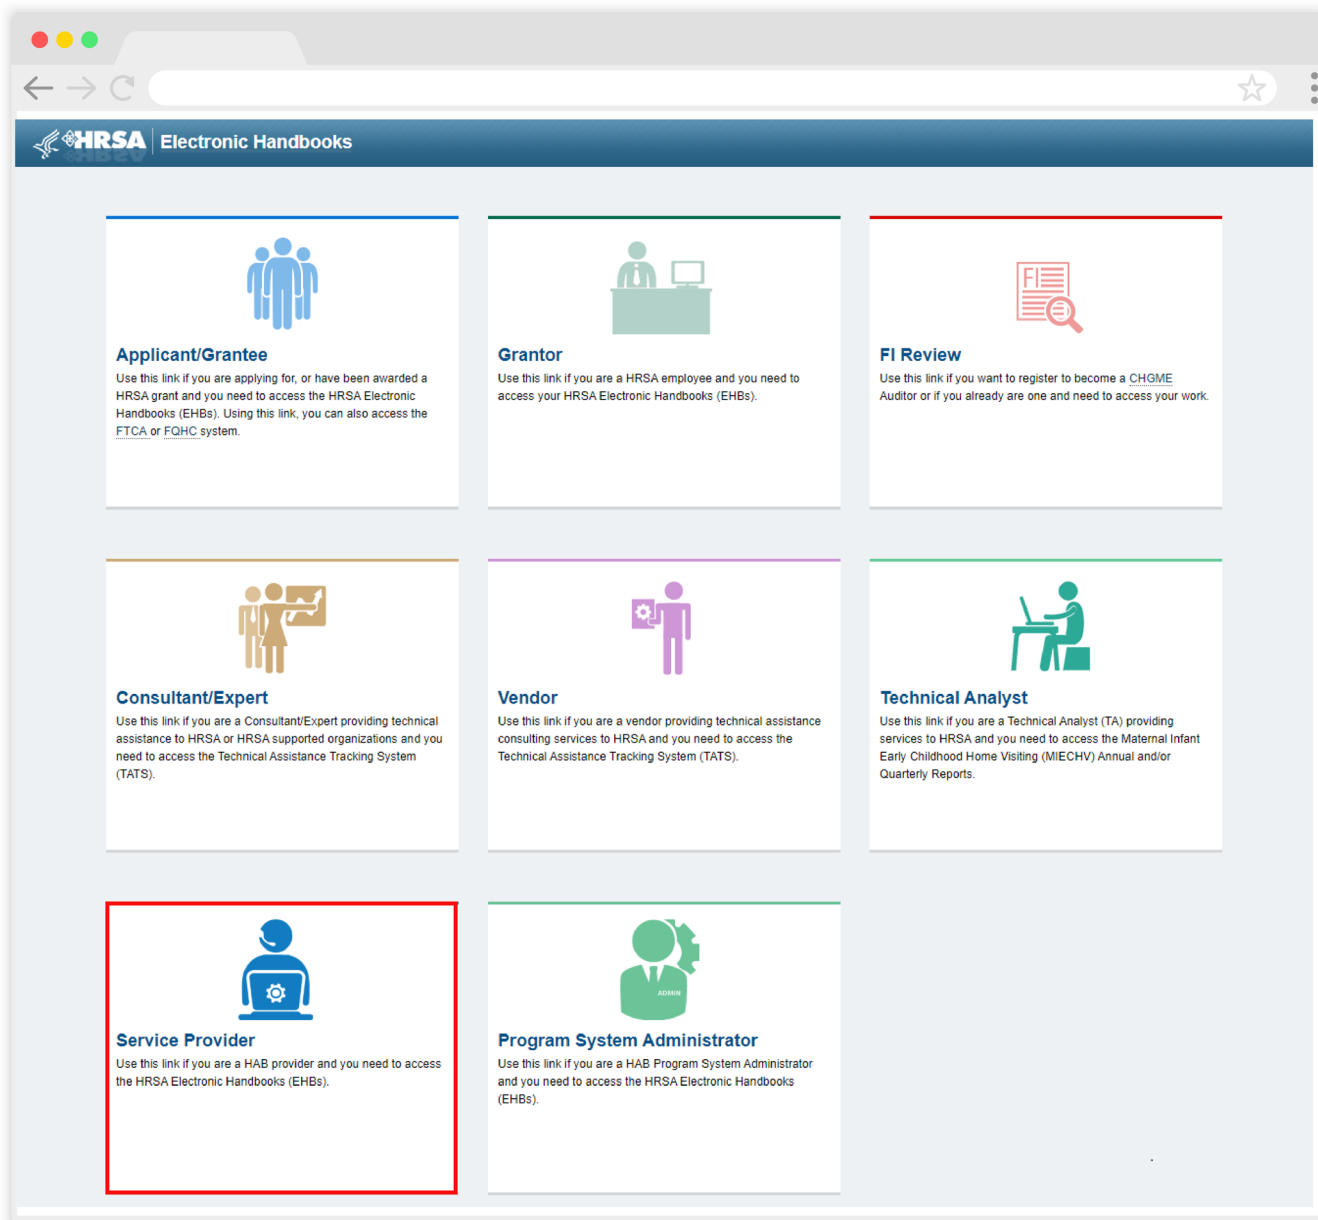 HRSA Electronic Handbooks
FI
Applicant/Grantee
Use this link if you are applying for, or have been awarded a
HRSA grant and you need to access the HRSA Electronic
Handbooks (EHBs). Using this link, you can also access the
FTCA or FQHC system.
Grantor
Use this link if you are a HRSA employee and you need to
access your HRSA Electronic Handbooks (EHBs).
FI Review
Use this link if you want to register to become a CHGME
Auditor or if you already are one and need to access your work.
Consultant/Expert
Use this link if you are a Consultant/Expert providing technical
assistance to HRSA or HRSA supported organizations and you
need to access the Technical Assistance Tracking System
(TATS).
Vendor
Use this link if you are a vendor providing technical assistance
consulting services to HRSA and you need to access the
Technical Assistance Tracking System (TATS).
Technical Analyst
Use this link if you are a Technical Analyst (TA) providing
services to HRSA and you need to access the Maternal Infant
Early Childhood Home Visiting (MIECHV) Annual and/or
Quarterly Reports.
Service Provider
Use this link if you are a HAB provider and you need to access
the HRSA Electronic Handbooks (EHBs).
ADMIN
Program System Administrator
Use this link if you are a HAB Program System Administrator
and you need to access the HRSA Electronic Handbooks
(EHBs).